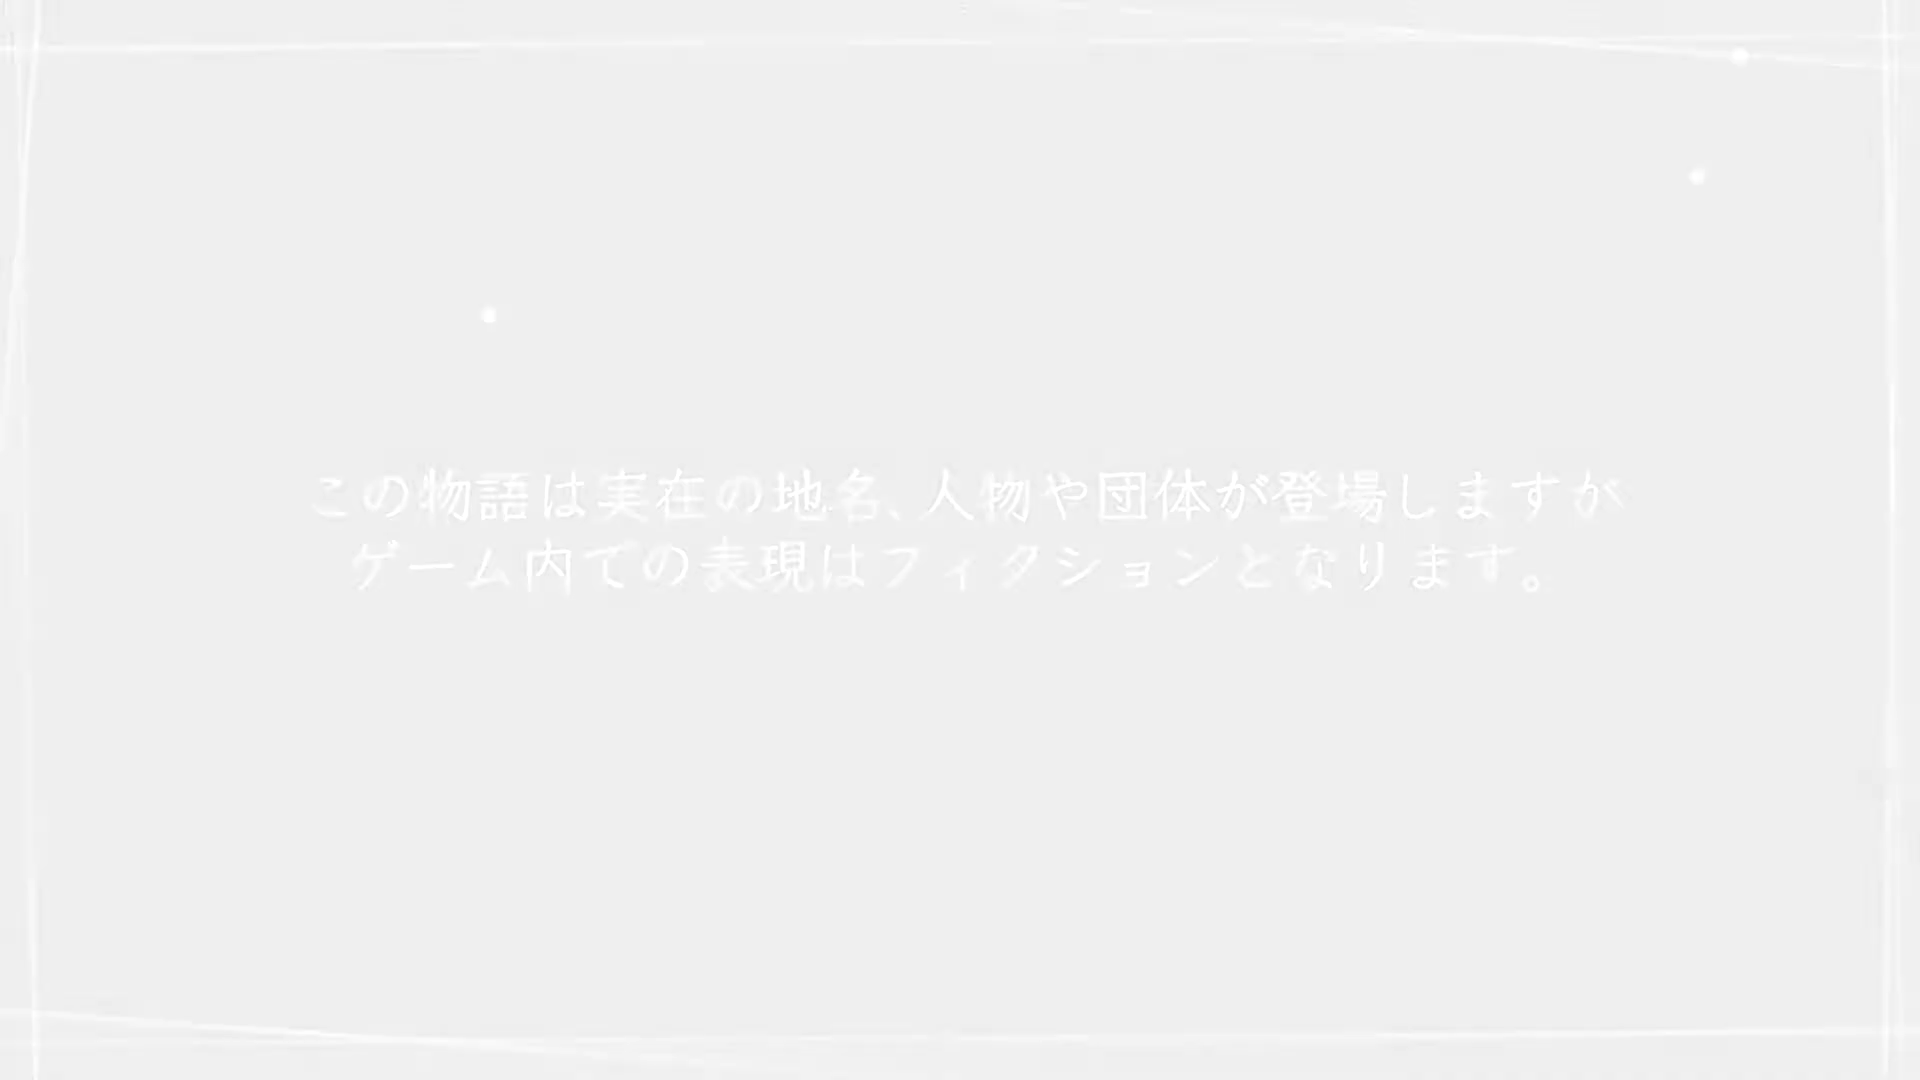 この物語は実在の地名、人物や団体が登場しますが
ゲーム内での表現はフィクションとなります。